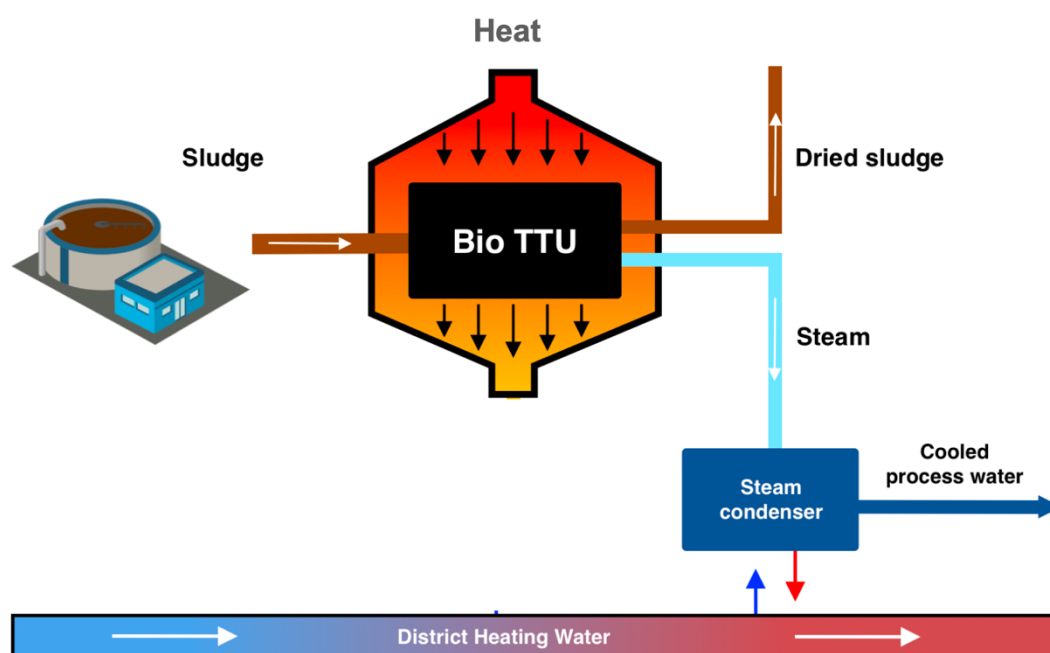 Heat
Sludge
Dried sludge
Bio TTU
Steam
Cooled
process water
Steam
condenser
District Heating Water